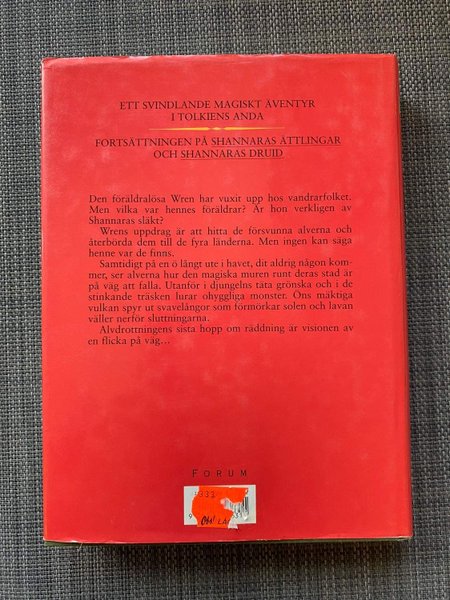 ETT SVINDLANDE MAGISKT ÄVENTYR
I TOLKIENS ANDA
FORTSÄTTNINGEN PÅ SHANNARAS ÄTTLINGAR
OCH SHANNARAS DRUID
Den föräldralösa Wren har vuxit upp hos vandrarfolket.
Men vilka var hennes föräldrar? Är hon verkligen av
Shannaras släkt?
Wrens uppdrag är att hitta de försvunna alverna och
återbörda dem till de fyra länderna. Men ingen kan säga
henne var de finns.
Samtidigt på en ö långt ute i havet, dit aldrig någon kom-
mer, ser alverna hur den magiska muren runt deras stad är
på väg att falla. Utanför i djungelns täta grönska och i de
stinkande träsken lurar ohyggliga monster. Öns mäktiga
vulkan spyr ut svavelångor som förmörkar solen och lavan
väller nerför sluttningarna.
Alvdrottningens sista hopp om räddning är visionen av
en flicka på väg...
FORUM